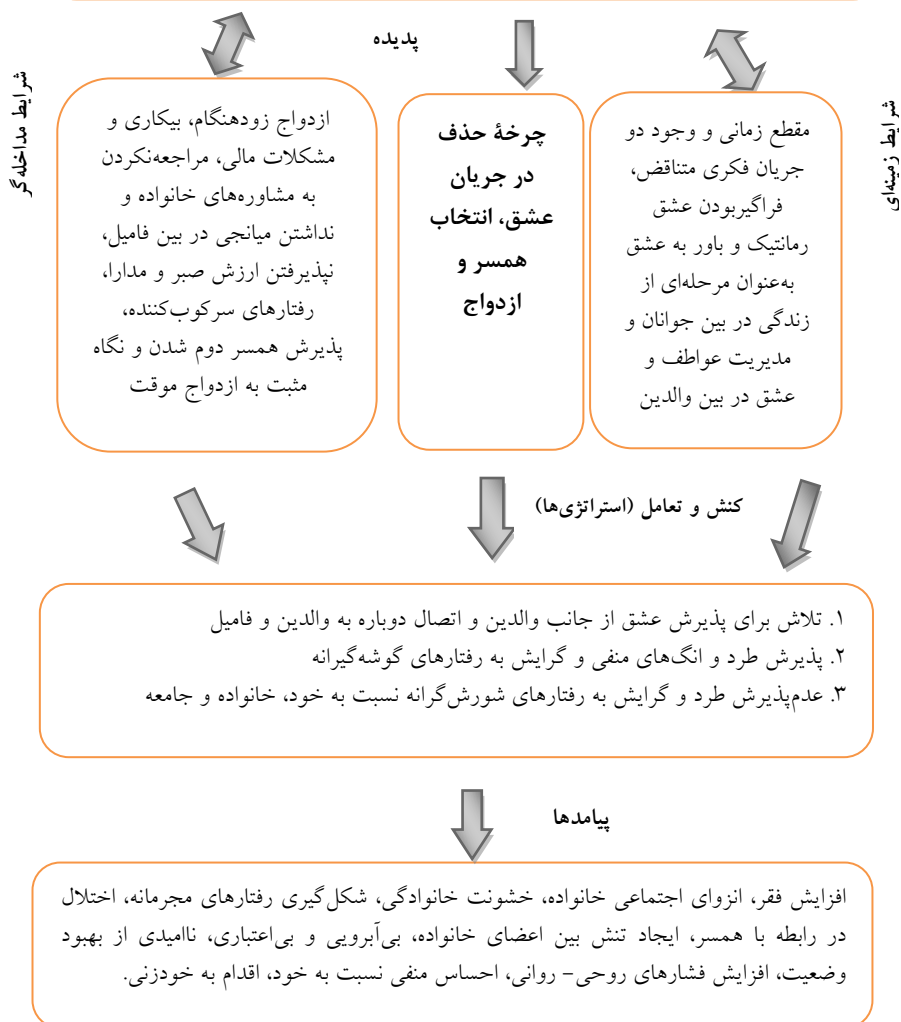 پدیده
شرایط زمینه‌ای
مقطع زمانی و وجود دو
جریان فکری متناقض،
فراگیربودن عشق
رمانتیک و باور به عشق
به‌عنوان مرحله‌ای از
زندگی در بین جوانان و
مدیریت عواطف و
عشق در بین والدین
چرخهٔ حذف
در جریان
عشق، انتخاب
همسر و
ازدواج
شرایط مداخله‌گر
ازدواج زودهنگام، بیکاری و
مشکلات مالی، مراجعه‌نکردن
به مشاوره‌های خانواده و
نداشتن میانجی در بین فامیل،
نپذیرفتن ارزش صبر و مدارا،
رفتارهای سرکوب‌کننده،
پذیرش همسر دوم شدن و نگاه
مثبت به ازدواج موقت
کنش و تعامل (استراتژی‌ها)
۱. تلاش برای پذیرش عشق از جانب والدین و اتصال دوباره به والدین و فامیل
۲. پذیرش طرد و انگ‌های منفی و گرایش به رفتارهای گوشه‌گیرانه
۳. عدم‌پذیرش طرد و گرایش به رفتارهای شورش‌گرانه نسبت به خود، خانواده و جامعه
پیامدها
افزایش فقر، انزوای اجتماعی خانواده، خشونت خانوادگی، شکل‌گیری رفتارهای مجرمانه، اختلال
در رابطه با همسر، ایجاد تنش بین اعضای خانواده، بی‌آبرویی و بی‌اعتباری، ناامیدی از بهبود
وضعیت، افزایش فشارهای روحی- روانی، احساس منفی نسبت به خود، اقدام به خودزنی.